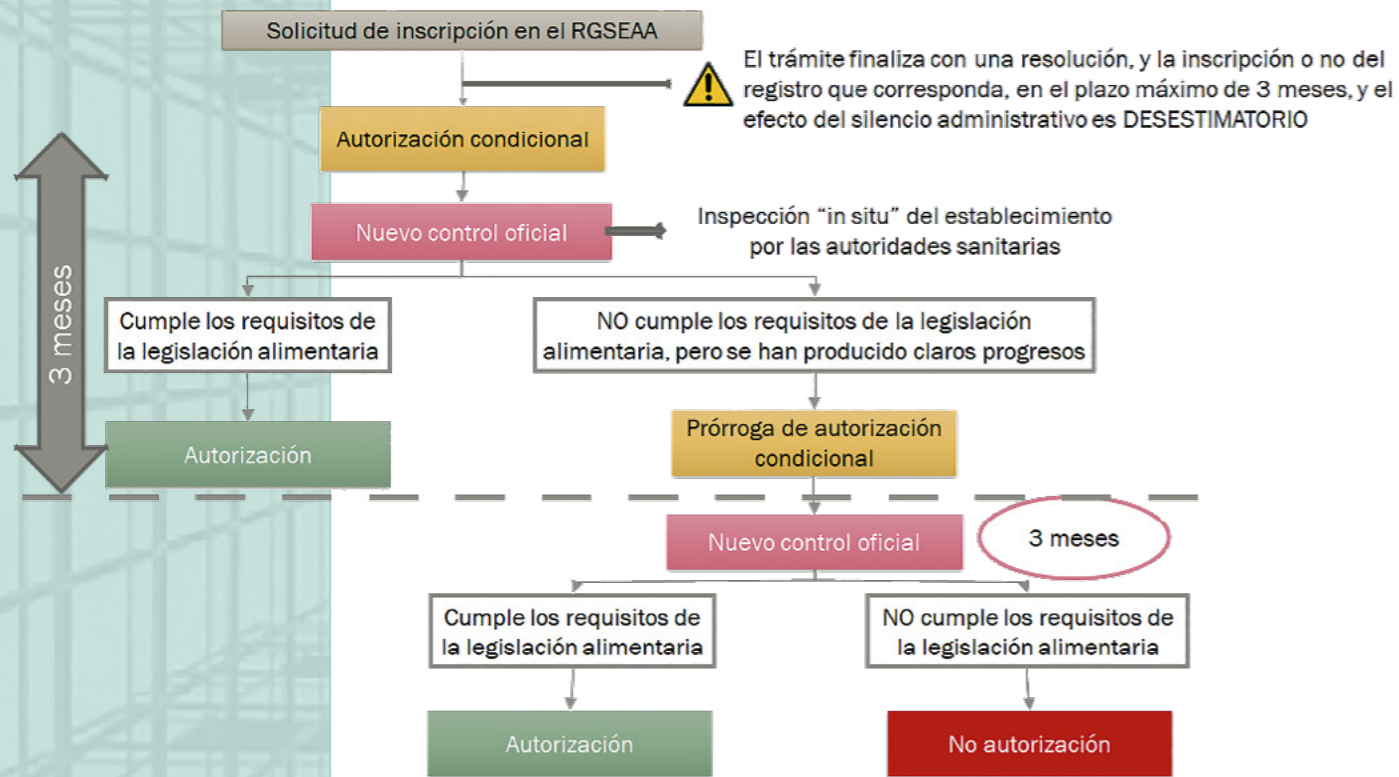 Solicitud de inscripción en el RGSEAA
El trámite finaliza con una resolución, y la inscripción o no del
registro que corresponda, en el plazo máximo de 3 meses, y el
efecto del silencio administrativo es DESESTIMATORIO
Autorización condicional
Nuevo control oficial
Inspección “in situ” del establecimiento
por las autoridades sanitarias
3 meses
Cumple los requisitos de
la legislación alimentaria
NO cumple los requisitos de la legislación
alimentaria, pero se han producido claros progresos
Autorización
Prórroga de autorización
condicional
Nuevo control oficial
3 meses
Cumple los requisitos de
la legislación alimentaria
NO cumple los requisitos de
la legislación alimentaria
Autorización
No autorización